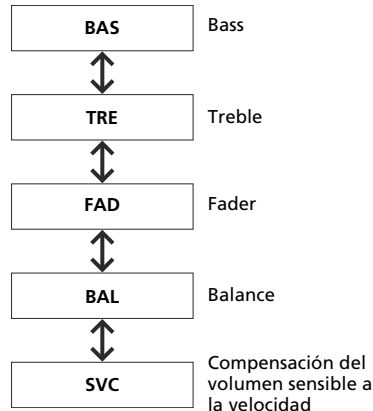 BAS Bass
TRE Treble
FAD Fader
BAL Balance
SVC Compensación del
volumen sensible a
la velocidad